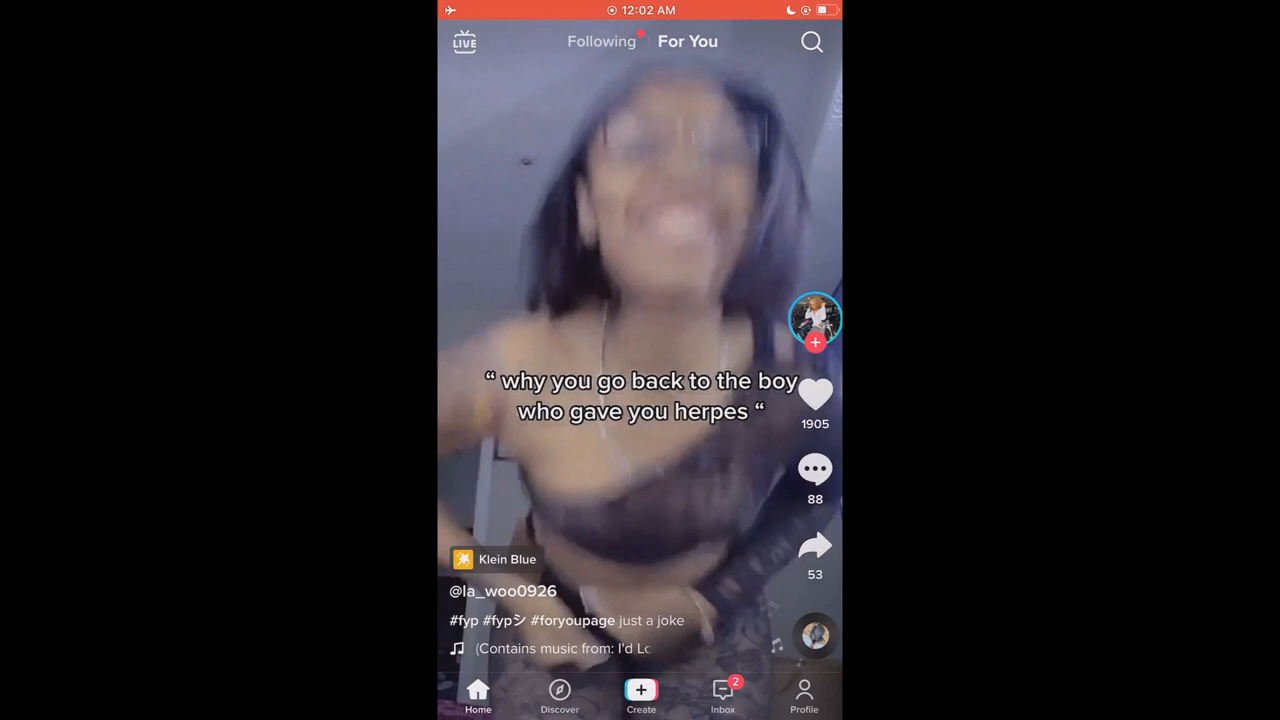 12:02 AM
LIVE
Following
For You
“ why you go back to the boy
who gave you herpes “
1905
88
53
Klein Blue
@la_woo0926
#fyp #fypシ #foryoupage just a joke
(Contains music from: I'd Lc
2
Home
Discover
Create
Inbox
Profile